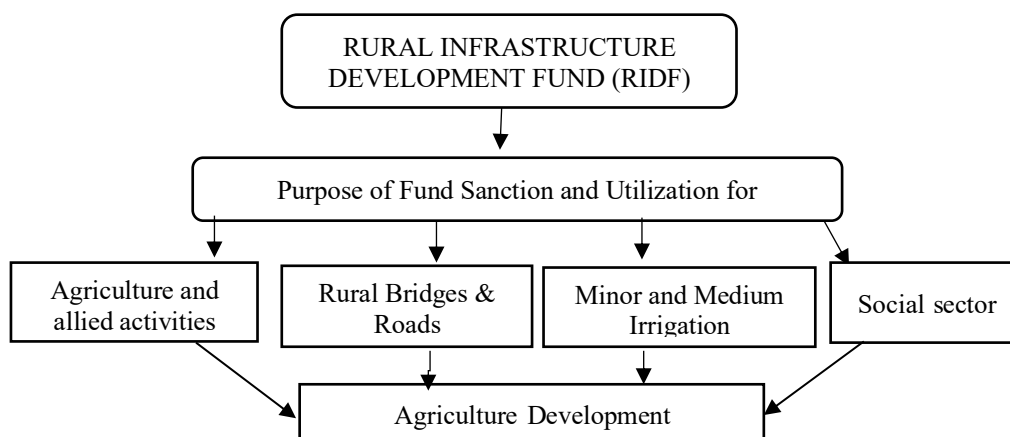 RURAL INFRASTRUCTURE
DEVELOPMENT FUND (RIDF)
Purpose of Fund Sanction and Utilization for
Agriculture and
allied activities
Rural Bridges &
Roads
Minor and Medium
Irrigation
Social sector
Agriculture Development